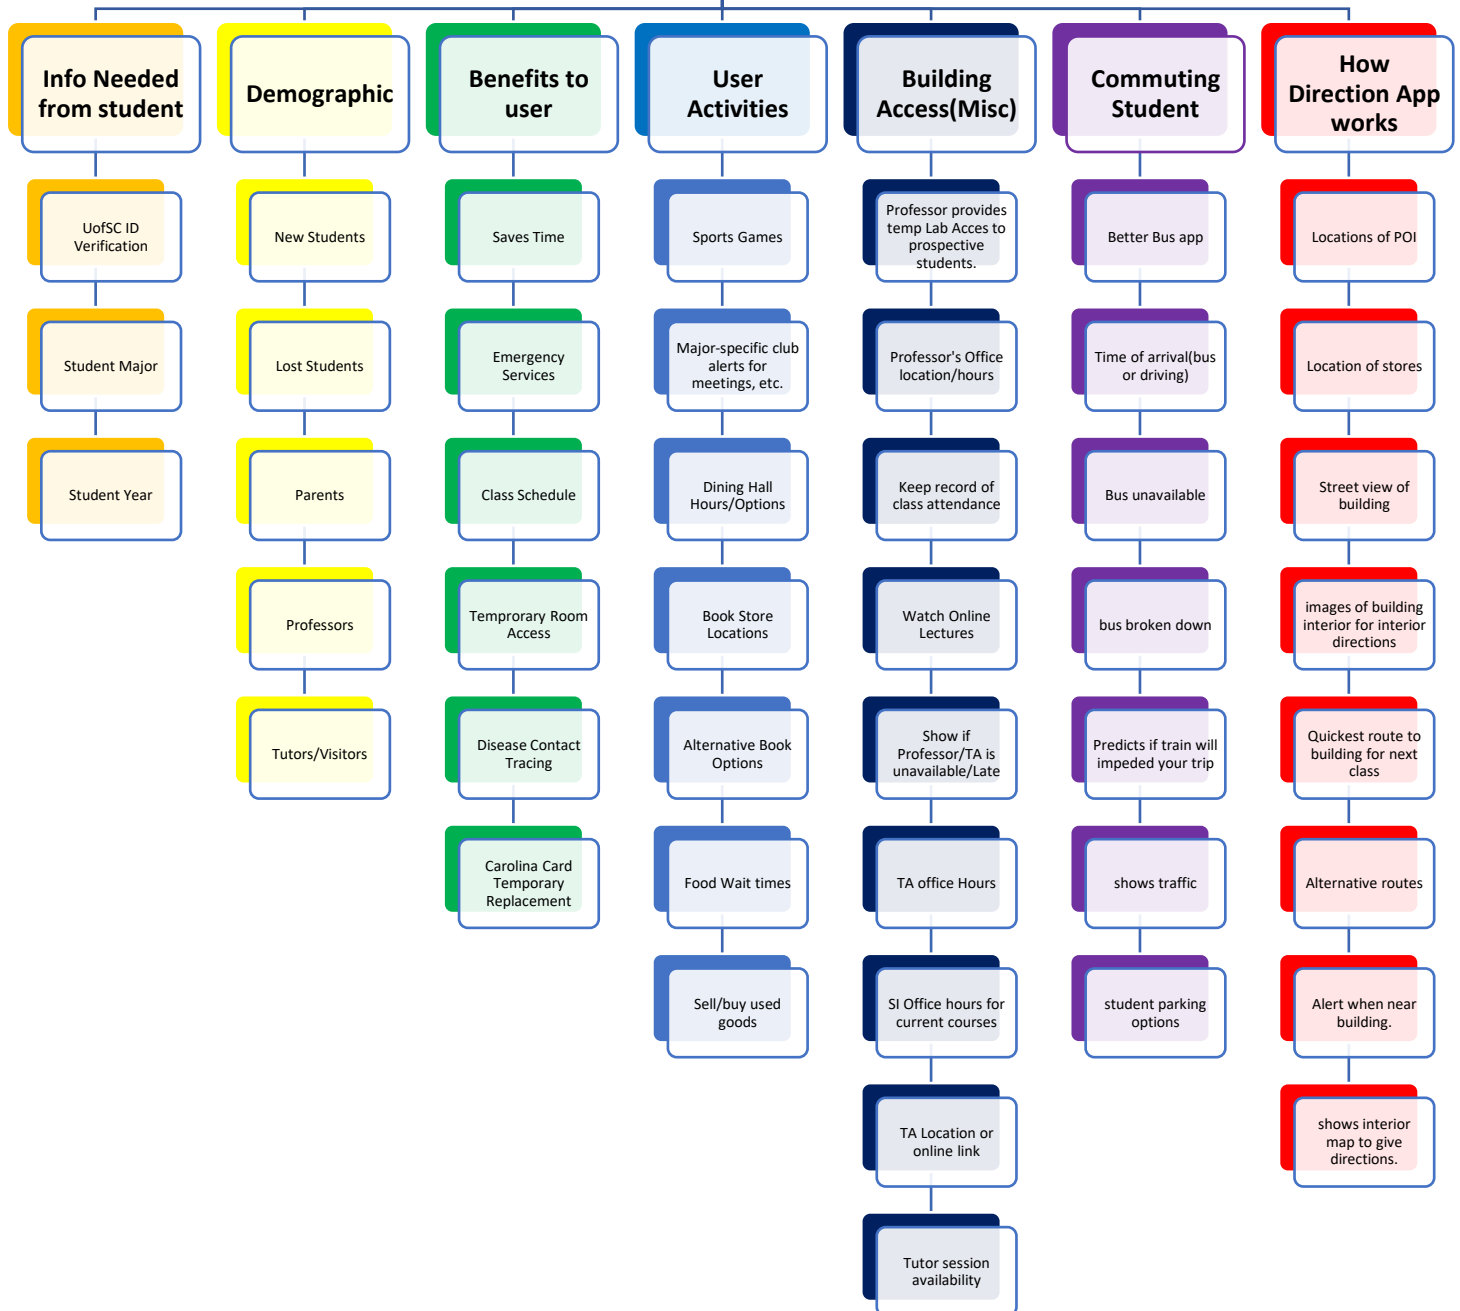 Info Needed
from student
UofSC ID
Verification
Student Major
Student Year
Demographic
New Students
Lost Students
Parents
Professors
Tutors/Visitors
Benefits to
user
Saves Time
Emergency
Services
Class Schedule
Temprorary Room
Access
Disease Contact
Tracing
Carolina Card
Temporary
Replacement
User
Activities
Sports Games
Major-specific club
alerts for
meetings, etc.
Dining Hall
Hours/Options
Book Store
Locations
Alternative Book
Options
Food Wait times
Sell/buy used
goods
Building
Access(Misc)
Professor provides
temp Lab Acces to
prospective
students.
Professor's Office
location/hours
Keep record of
class attendance
Watch Online
Lectures
Show if
Professor/TA is
unavailable/Late
TA office Hours
SI Office hours for
current courses
TA Location or
online link
Tutor session
availability
Commuting
Student
Better Bus app
Time of arrival(bus
or driving)
Bus unavailable
bus broken down
Predicts if train will
impeded your trip
shows traffic
student parking
options
How
Direction App
works
Locations of POI
Location of stores
Street view of
building
images of building
interior for interior
directions
Quickest route to
building for next
class
Alternative routes
Alert when near
building.
shows interior
map to give
directions.